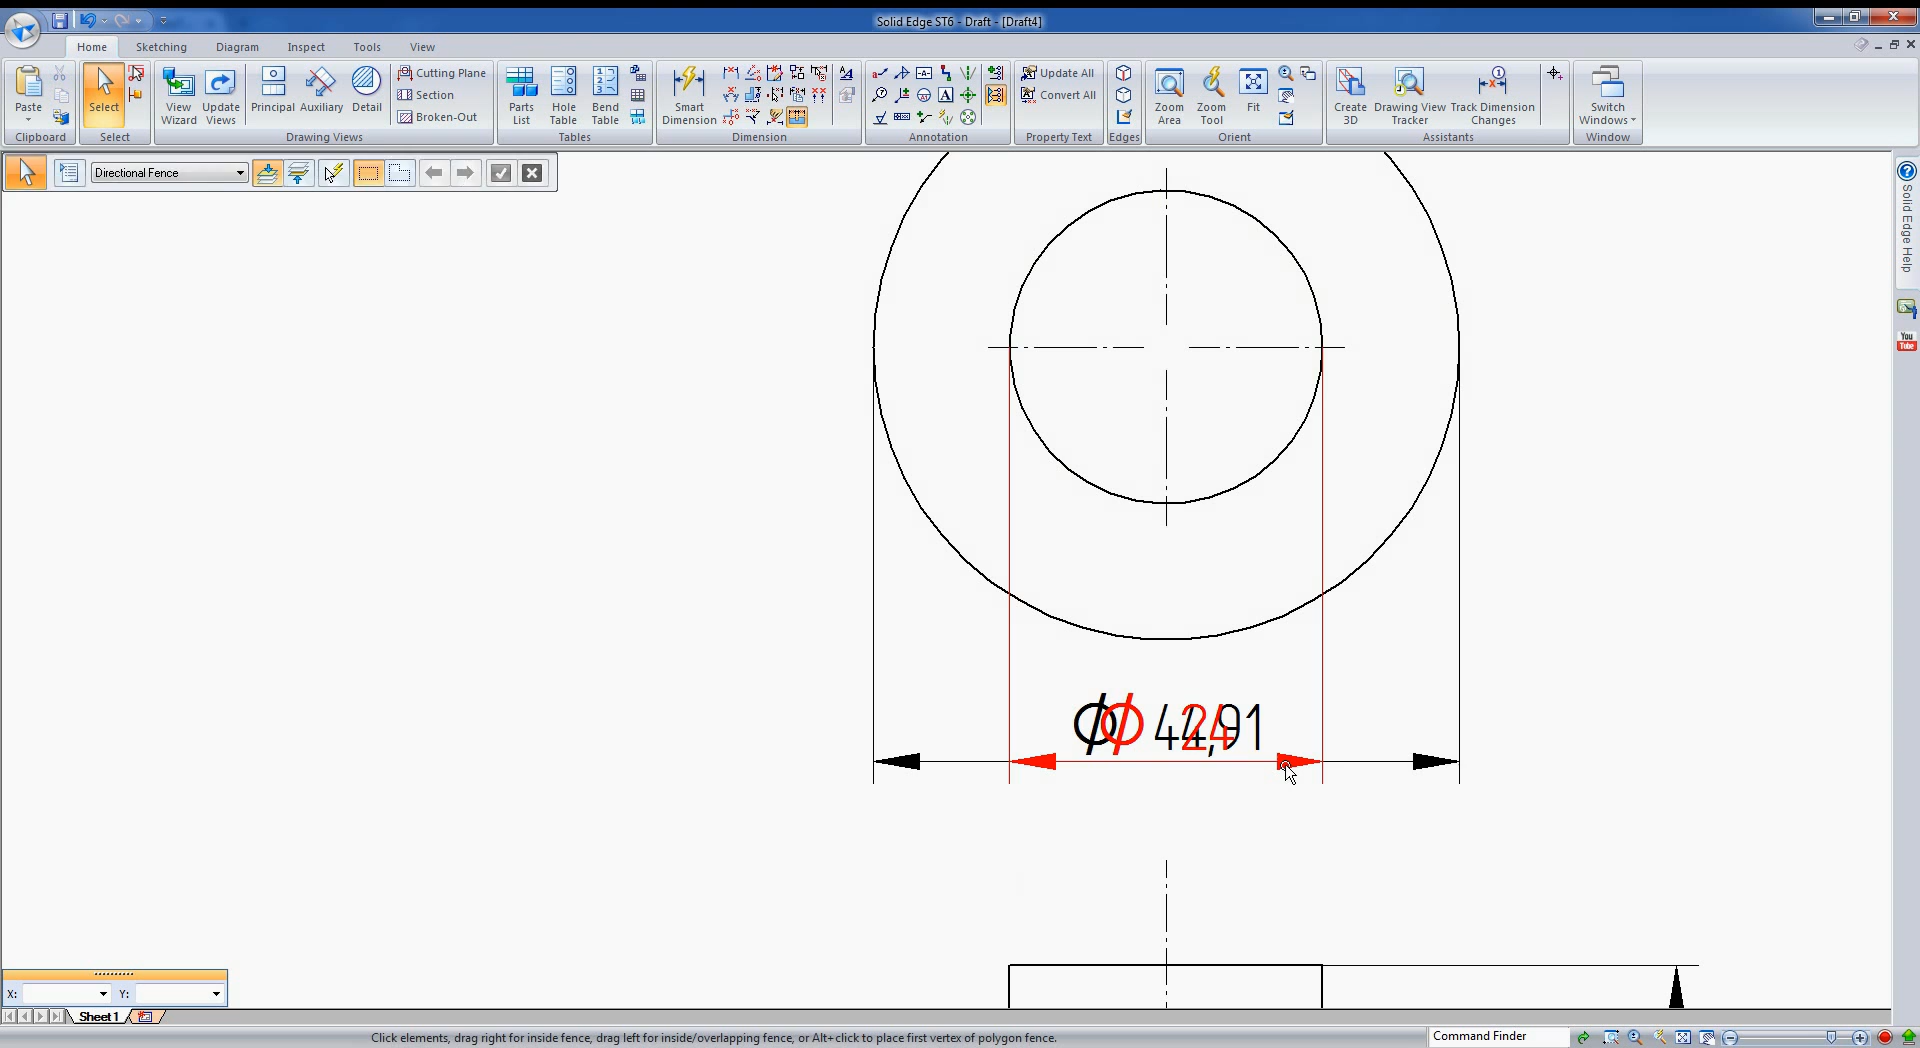 Solid Edge ST6 - Draft - [Draft4]
Home Sketching Diagram Inspect Tools View
Paste
Clipboard
Select
Select
View Wizard
Update Views
Principal
Auxiliary
Detail
Cutting Plane
Section
Broken-Out
Drawing Views
Parts List
Hole Table
Bend Table
Tables
Smart Dimension
Dimension
Annotation
Update All
Convert All
Property Text
Edges
Zoom Area
Zoom Tool
Fit
Orient
Create 3D
Drawing View Tracker
Track Dimension Changes
Assistants
Switch Windows
Window
Directional Fence
Solid Edge Help
You Tube
Ø 44,91
Ø 24
X: Y:
Sheet1
Click elements, drag right for inside fence, drag left for inside/overlapping fence, or Alt+click to place first vertex of polygon fence.
Command Finder